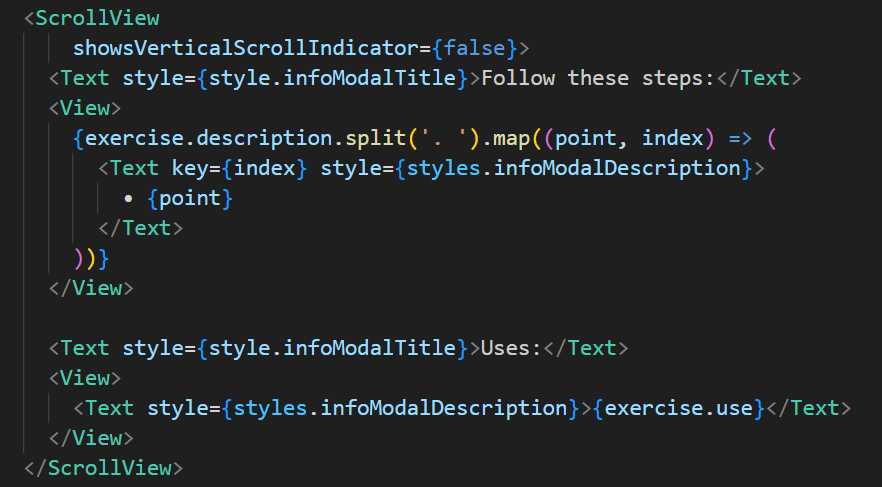 <ScrollView
showsVerticalScrollIndicator={false}>
<Text style={style.infoModalTitle}>Follow these steps:</Text>
<View>
{exercise.description.split('. ').map((point, index) => (
<Text key={index} style={styles.infoModalDescription}>
• {point}
</Text>
))}
</View>
<Text style={style.infoModalTitle}>Uses:</Text>
<View>
<Text style={styles.infoModalDescription}>{exercise.use}</Text>
</View>
</ScrollView>